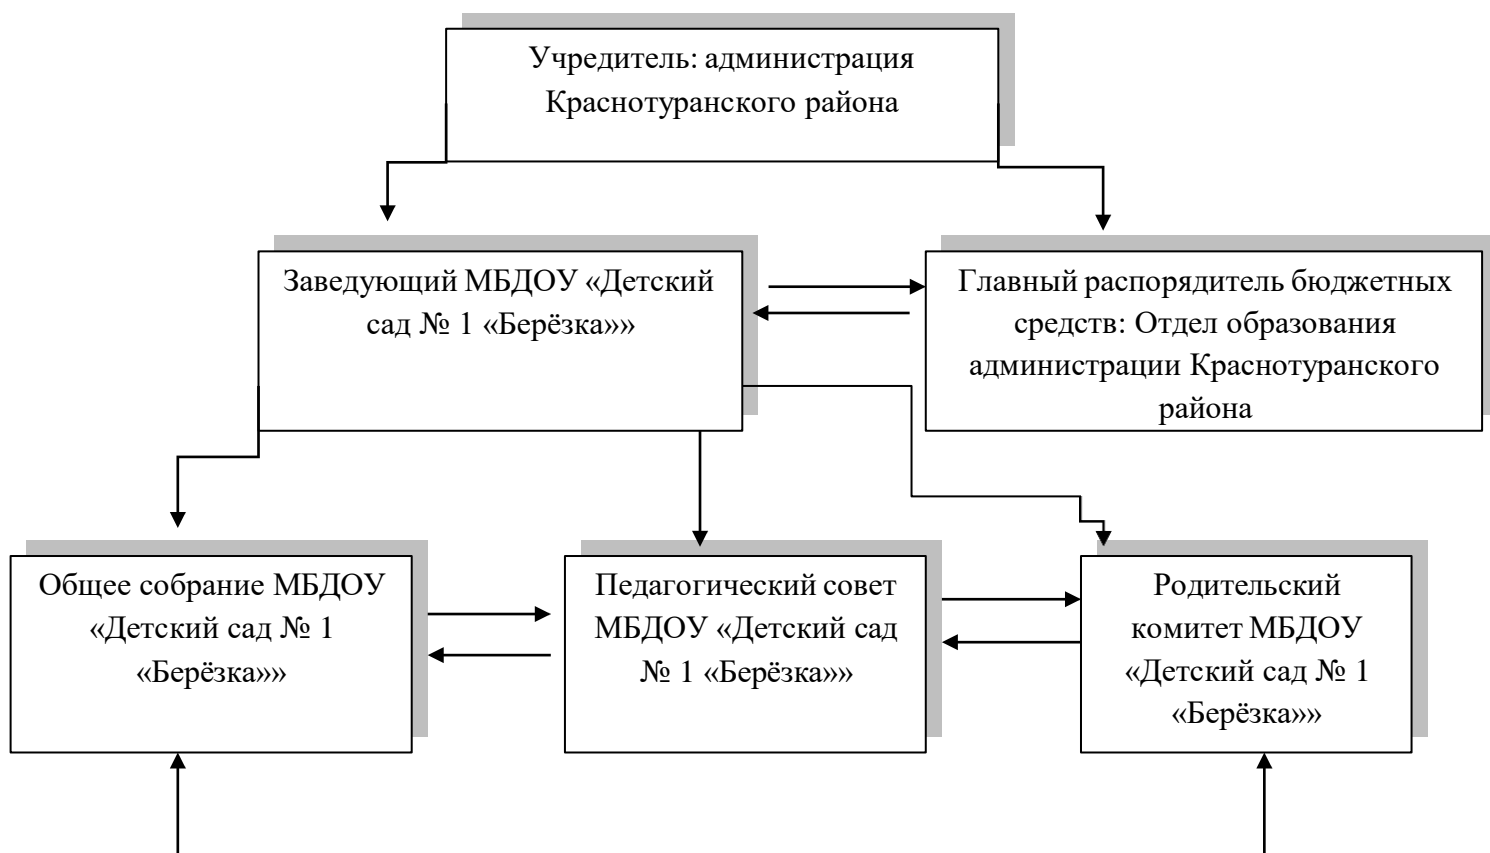 Учредитель: администрация
Краснотуранского района
Заведующий МБДОУ «Детский
сад № 1 «Берёзка»»
Главный распорядитель бюджетных
средств: Отдел образования
администрации Краснотуранского
района
Общее собрание МБДОУ
«Детский сад № 1
«Берёзка»»
Педагогический совет
МБДОУ «Детский сад
№ 1 «Берёзка»»
Родительский
комитет МБДОУ
«Детский сад № 1
«Берёзка»»